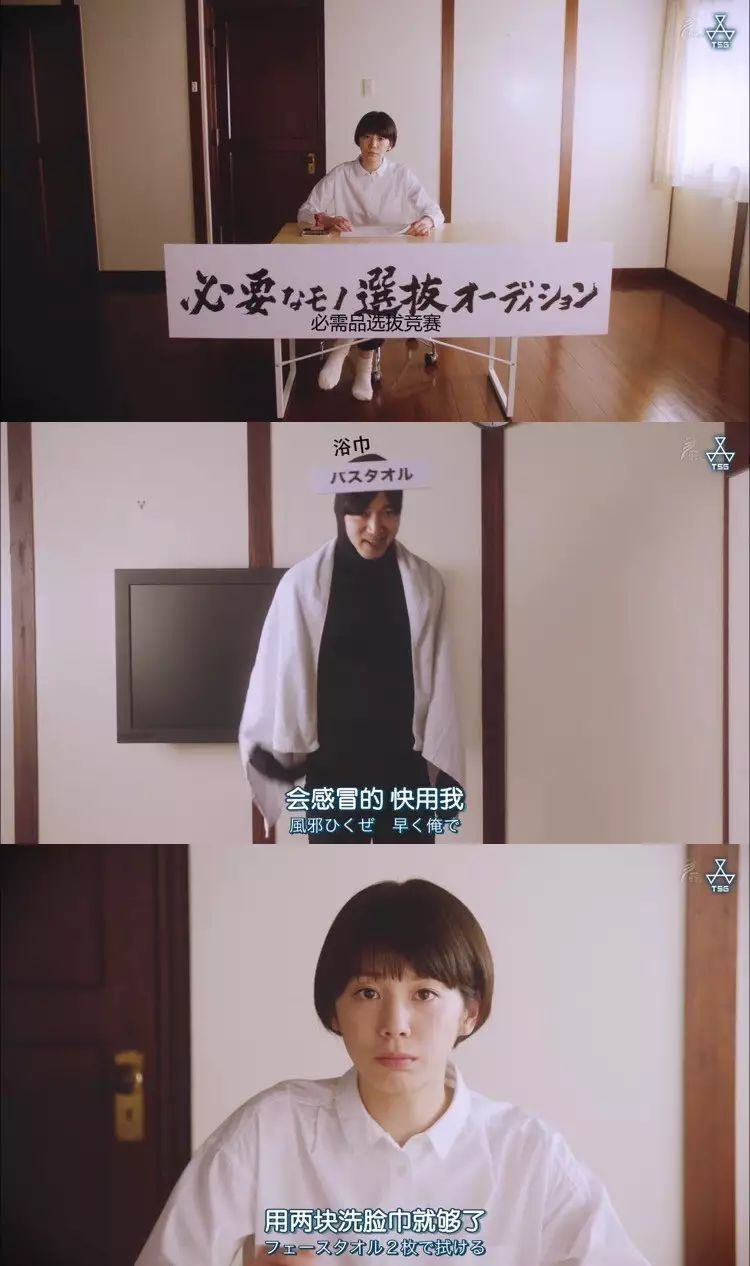 TSG
必要なモノ選抜オーディション
必需品选拔竞赛
TSG
浴巾
バスタオル
会感冒的 快用我
風邪ひくぜ 早く俺で
TSG
用两块洗脸巾就够了
フェースタオル2枚で拭ける